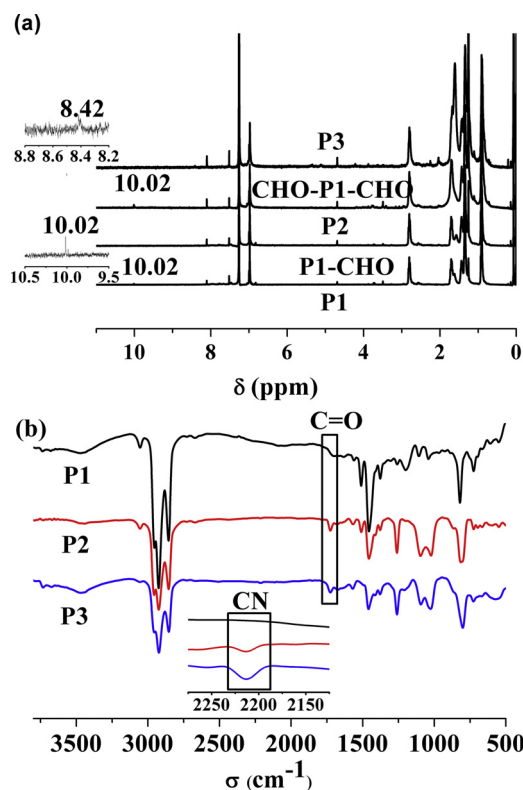 (a)
8.42
8.8 8.6 8.4 8.2
P3
10.02
CHO-P1-CHO
10.02
P2
10.5 10.0 9.5
10.02
P1-CHO
P1
10 8 6 4 2 0
δ (ppm)
(b)
C=O
P1
P2
P3
CN
2250 2200 2150
3500 3000 2500 2000 1500 1000 500
σ (cm-1)